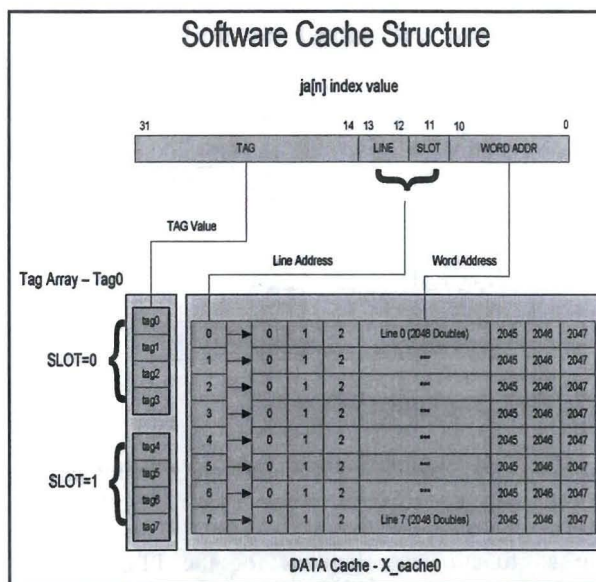 Software Cache Structure
ja[n] index value
31 14 13 12 11 10 0
TAG LINE SLOT WORD ADDR
TAG Value
Line Address Word Address
Tag Array – Tag0
SLOT=0
tag0
tag1
tag2
tag3
SLOT=1
tag4
tag5
tag6
tag7
0 0 1 2 Line 0 (2048 Doubles) 2045 2046 2047
1 0 1 2 *** 2045 2046 2047
2 0 1 2 *** 2045 2046 2047
3 0 1 2 *** 2045 2046 2047
4 0 1 2 *** 2045 2046 2047
5 0 1 2 *** 2045 2046 2047
6 0 1 2 *** 2045 2046 2047
7 0 1 2 Line 7 (2048 Doubles) 2045 2046 2047
DATA Cache - X_cache0